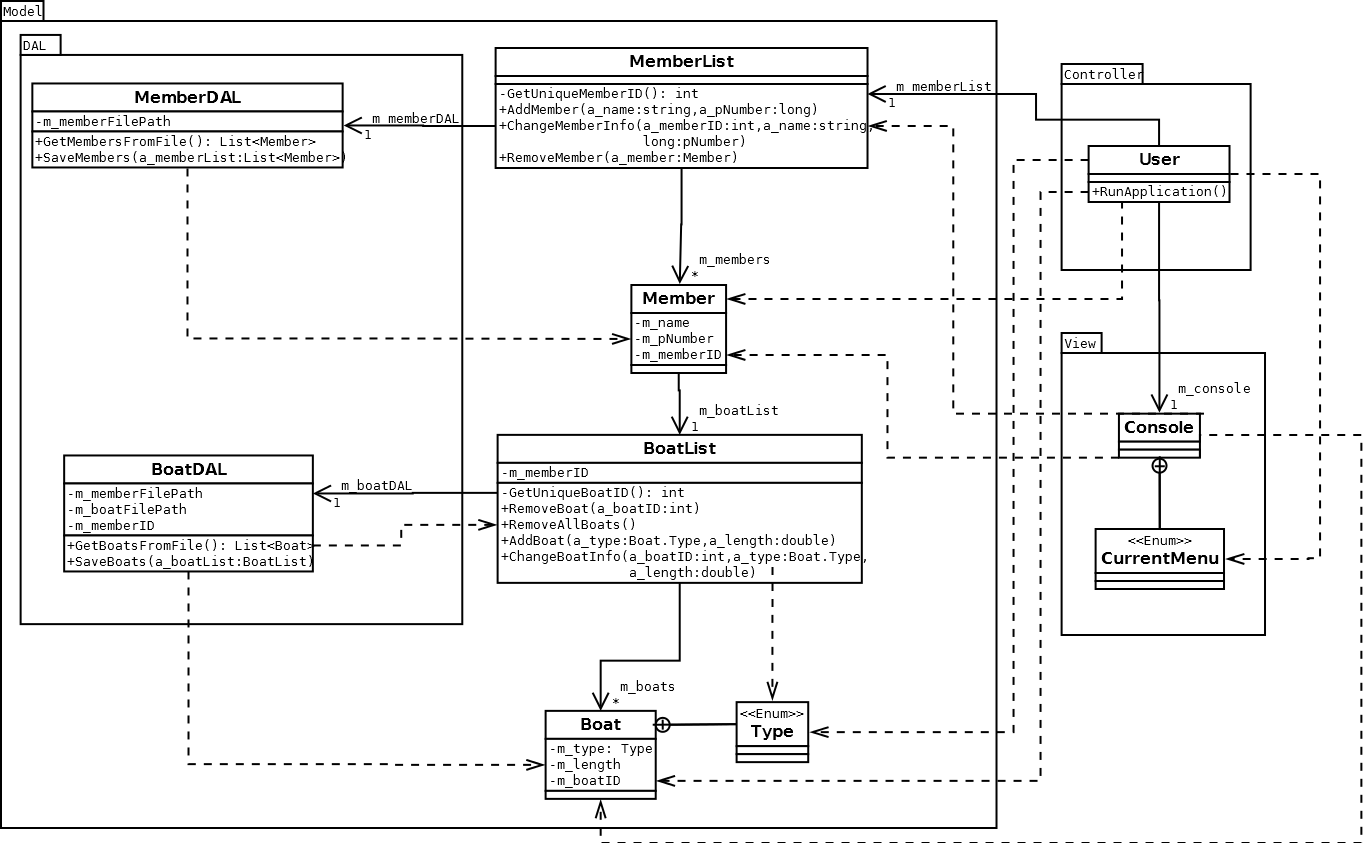 Model
DAL
MemberDAL
-m_memberFilePath
+GetMembersFromFile(): List<Member>
+SaveMembers(a_memberList:List<Member>)
m_memberDAL
1
MemberList
-GetUniqueMemberID(): int
+AddMember(a_name:string,a_pNumber:long)
+ChangeMemberInfo(a_memberID:int,a_name:string,
long:pNumber)
+RemoveMember(a_member:Member)
m_memberList
1
Controller
User
+RunApplication()
m_members
*
Member
-m_name
-m_pNumber
-m_memberID
View
m_console
1
Console
<<Enum>>
CurrentMenu
m_boatList
1
BoatDAL
-m_memberFilePath
-m_boatFilePath
-m_memberID
+GetBoatsFromFile(): List<Boat>
+SaveBoats(a_boatList:BoatList)
m_boatDAL
1
BoatList
-m_memberID
-GetUniqueBoatID(): int
+RemoveBoat(a_boatID:int)
+RemoveAllBoats()
+AddBoat(a_type:Boat.Type,a_length:double)
+ChangeBoatInfo(a_boatID:int,a_type:Boat.Type,
a_length:double)
m_boats
*
Boat
-m_type: Type
-m_length
-m_boatID
<<Enum>>
Type